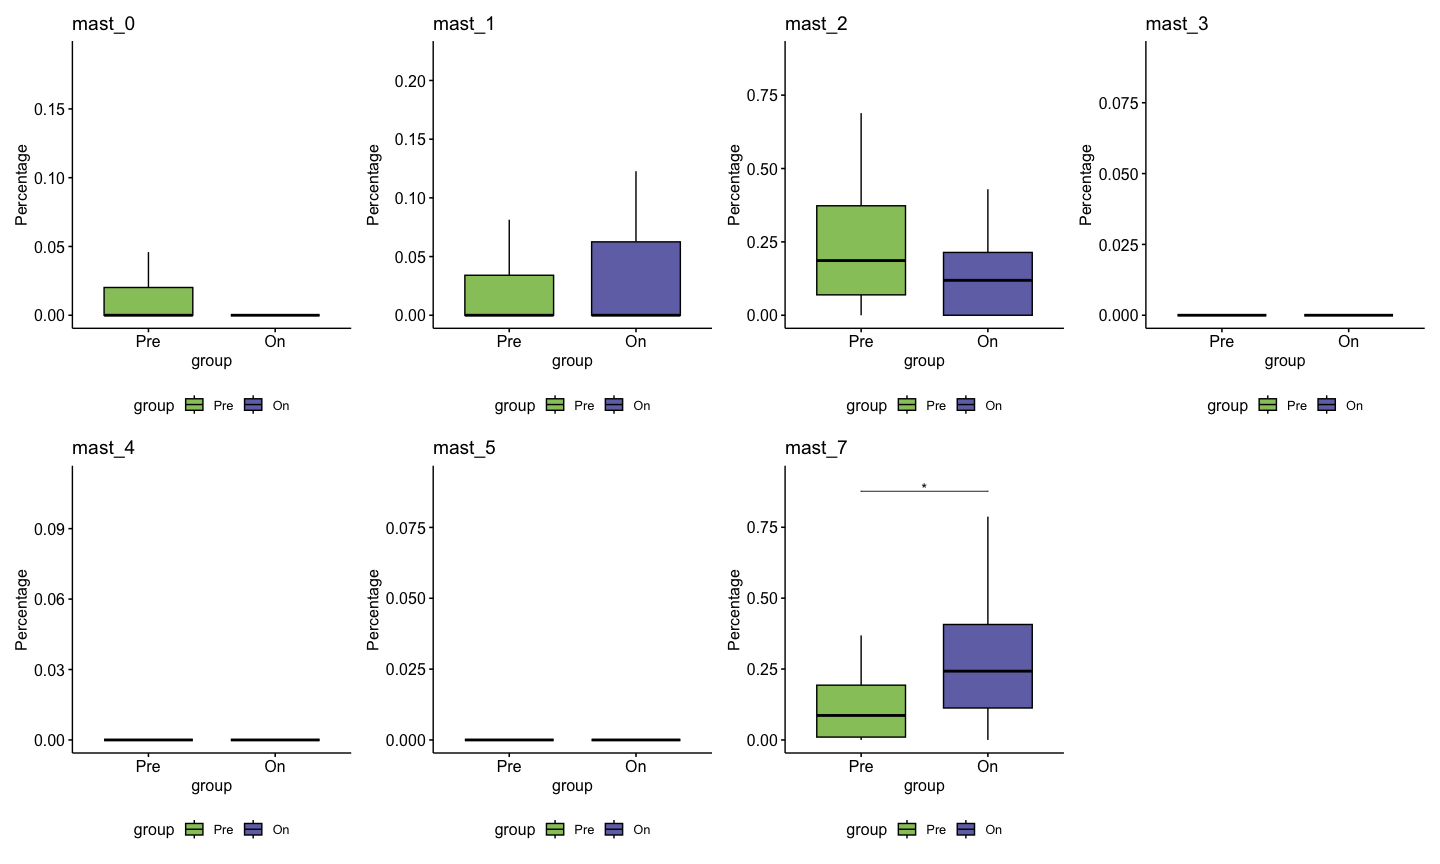 mast_0
0.15
0.10
0.05
0.00
Percentage
Pre On
group
group Pre On
mast_1
0.20
0.15
0.10
0.05
0.00
Percentage
Pre On
group
group Pre On
mast_2
0.75
0.50
0.25
0.00
Percentage
Pre On
group
group Pre On
mast_3
0.075
0.050
0.025
0.000
Percentage
Pre On
group
group Pre On
mast_4
0.09
0.06
0.03
0.00
Percentage
Pre On
group
group Pre On
mast_5
0.075
0.050
0.025
0.000
Percentage
Pre On
group
group Pre On
mast_7
*
0.75
0.50
0.25
0.00
Percentage
Pre On
group
group Pre On